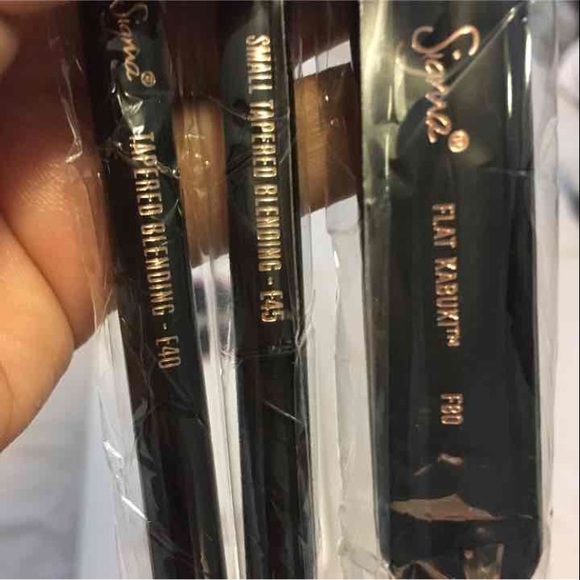 Sigma®
TAPERED BLENDING - E40
SMALL TAPERED BLENDING - E45
Sigma®
FLAT KABUKI™ F80